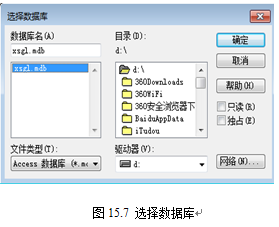 选择数据库
数据库名(A)
xsgl.mdb
xsgl.mdb
目录(D):
d:\
d:\
360Downloads
360WiFi
360安全浏览器下
BaiduAppData
iTudou
确定
取消
帮助(H)
只读(R)
独占(E)
文件类型(T):
Access 数据库 (*.mc
驱动器(V):
d:
网络(N)...
图 15.7 选择数据库